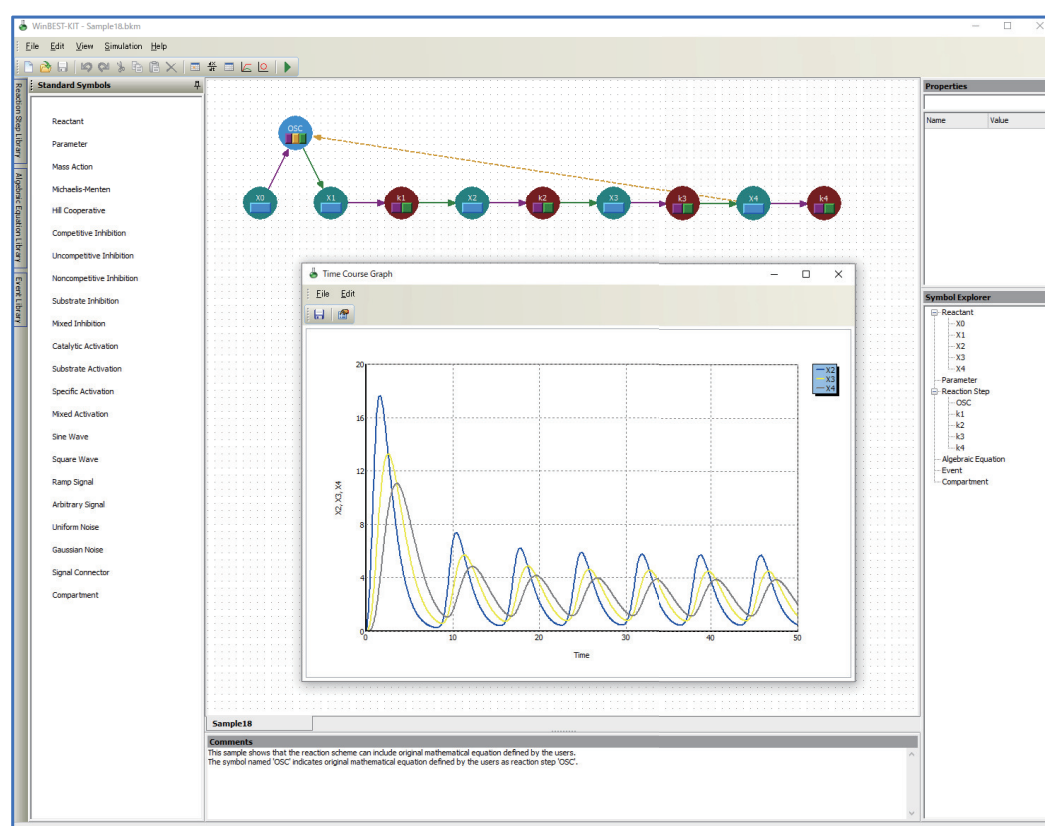 WinBEST-KIT - Sample18.bkm
File Edit View Simulation Help
Reaction Step Library
Algebraic Equation Library
Event Library
Standard Symbols
Reactant
Parameter
Mass Action
Michaelis-Menten
Hill Cooperative
Competitive Inhibition
Uncompetitive Inhibition
Noncompetitive Inhibition
Substrate Inhibition
Mixed Inhibition
Catalytic Activation
Substrate Activation
Specific Activation
Mixed Activation
Sine Wave
Square Wave
Ramp Signal
Arbitrary Signal
Uniform Noise
Gaussian Noise
Signal Connector
Compartment
OSC
X0 X1 k1 X2 k2 X3 k3 X4 k4
Time Course Graph
File Edit
X2
X3
X4
20
16
12
8
4
0
X2, X3, X4
0 10 20 30 40 50
Time
Sample18
Comments
This sample shows that the reaction scheme can include original mathematical equation defined by the users.
The symbol named 'OSC' indicates original mathematical equation defined by the users as reaction step 'OSC'.
Properties
Name Value
Symbol Explorer
Reactant
X0
X1
X2
X3
X4
Parameter
Reaction Step
OSC
k1
k2
k3
k4
Algebraic Equation
Event
Compartment